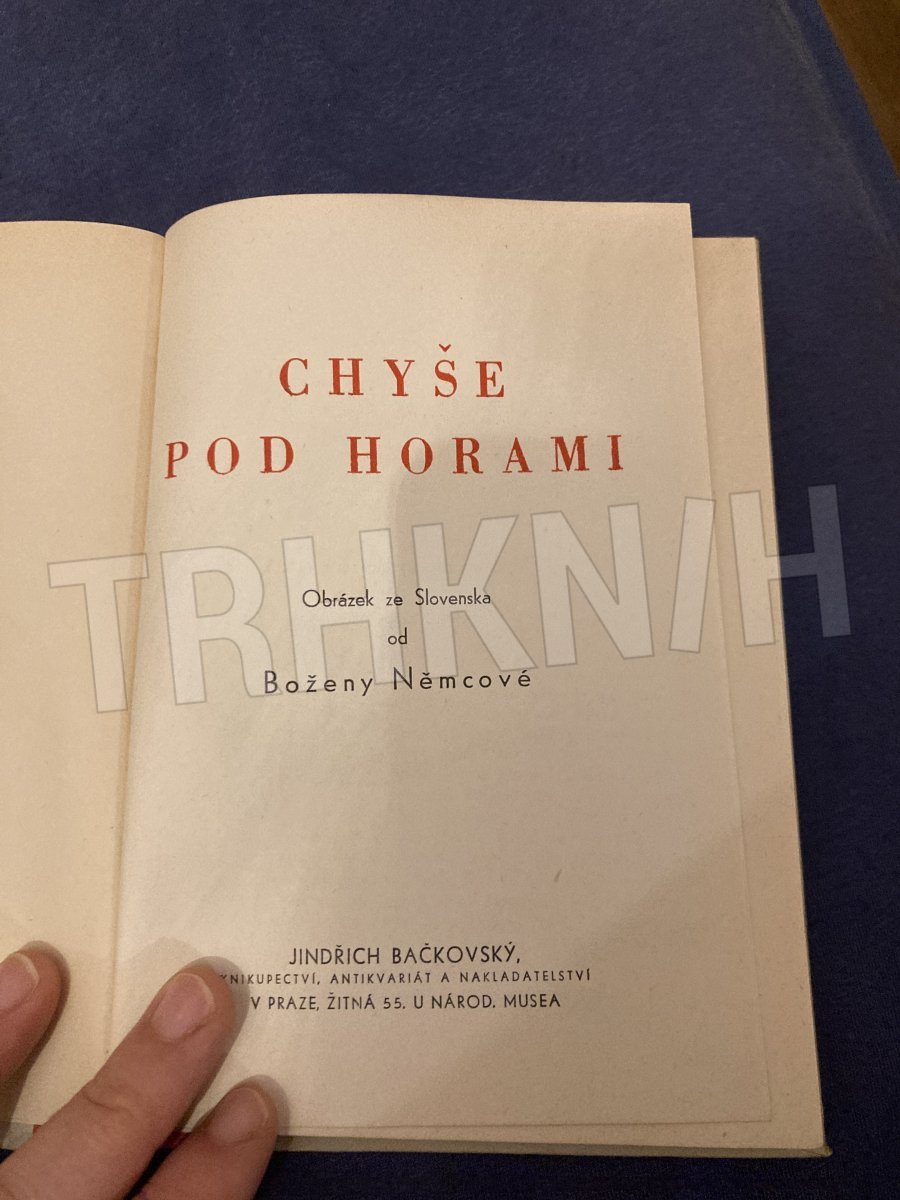 CHYŠE
POD HORAMI
TRHKNIH
Obrázek ze Slovenska
od
Boženy Němcové
JINDŘICH BAČKOVSKÝ,
KNIKUPECTVÍ, ANTIKVARIÁT A NAKLADATELSTVÍ
V PRAZE, ŽITNÁ 55. U NÁROD. MUSEA